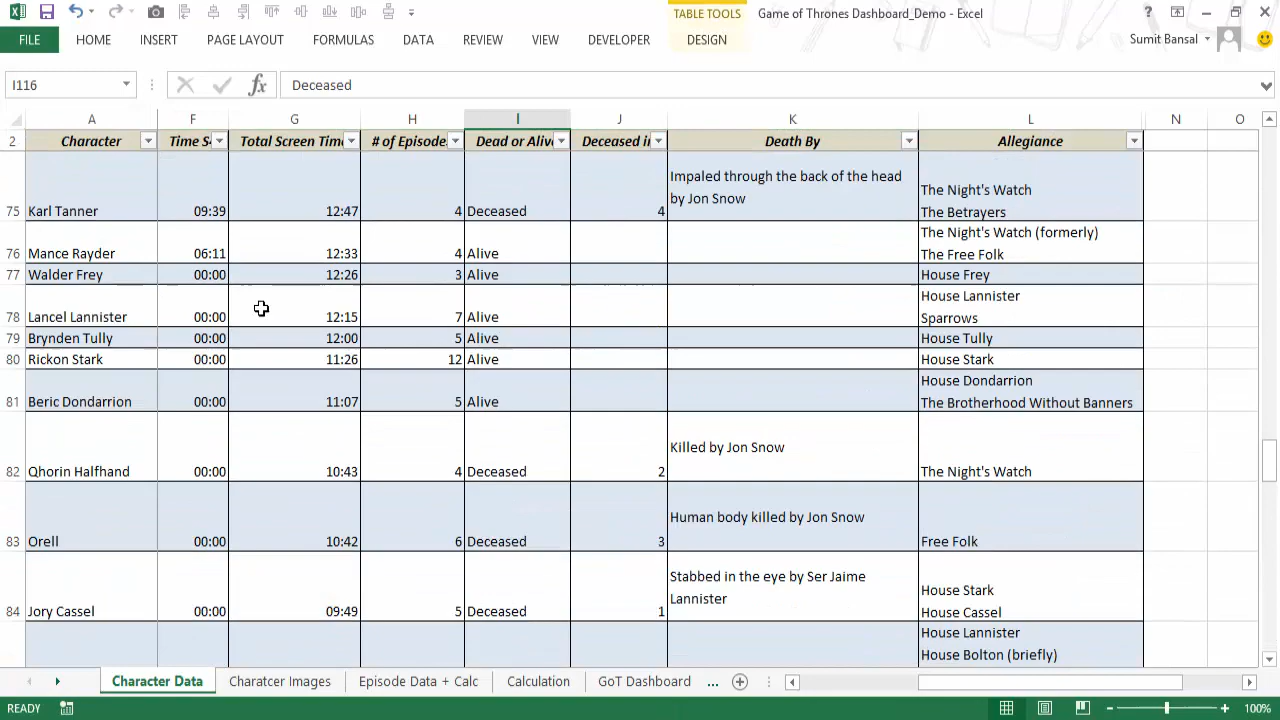 TABLE TOOLS
Game of Thrones Dashboard_Demo - Excel
?
FILE
HOME
INSERT
PAGE LAYOUT
FORMULAS
DATA
REVIEW
VIEW
DEVELOPER
DESIGN
Sumit Bansal
I116
fx
Deceased
A F G H I J K L N O
2 Character Time S Total Screen Tim # of Episode Dead or Aliv Deceased i Death By Allegiance
Impaled through the back of the head
by Jon Snow
The Night's Watch
75 Karl Tanner 09:39 12:47 4 Deceased 4 The Betrayers
The Night's Watch (formerly)
76 Mance Rayder 06:11 12:33 4 Alive The Free Folk
77 Walder Frey 00:00 12:26 3 Alive House Frey
House Lannister
78 Lancel Lannister 00:00 12:15 7 Alive Sparrows
79 Brynden Tully 00:00 12:00 5 Alive House Tully
80 Rickon Stark 00:00 11:26 12 Alive House Stark
House Dondarrion
81 Beric Dondarrion 00:00 11:07 5 Alive The Brotherhood Without Banners
Killed by Jon Snow
82 Qhorin Halfhand 00:00 10:43 4 Deceased 2 The Night's Watch
Human body killed by Jon Snow
83 Orell 00:00 10:42 6 Deceased 3 Free Folk
Stabbed in the eye by Ser Jaime
Lannister
House Stark
84 Jory Cassel 00:00 09:49 5 Deceased 1 House Cassel
House Lannister
House Bolton (briefly)
Character Data
Charatcer Images
Episode Data + Calc
Calculation
GoT Dashboard
...
READY
100%